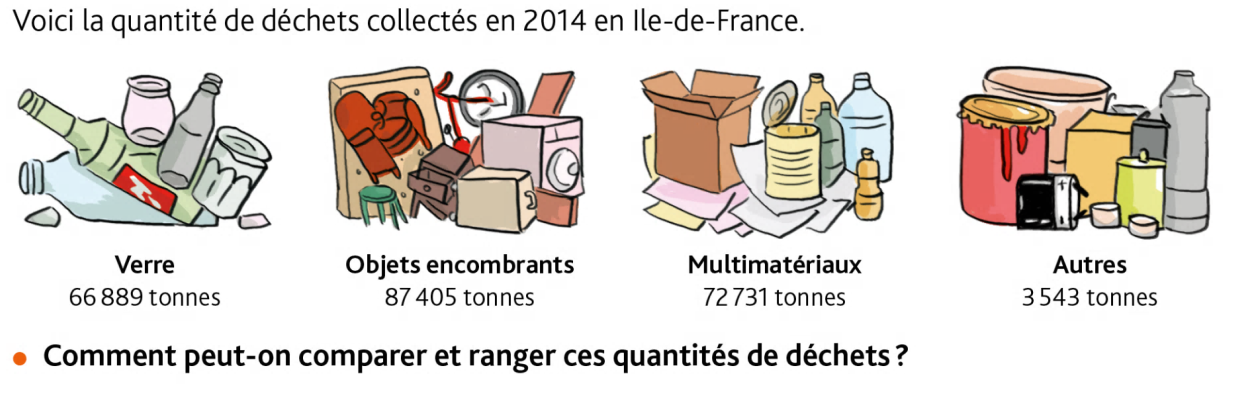 Voici la quantité de déchets collectés en 2014 en Ile-de-France.
Verre
66 889 tonnes
Objets encombrants
87 405 tonnes
Multimatériaux
72 731 tonnes
Autres
3 543 tonnes
• Comment peut-on comparer et ranger ces quantités de déchets ?